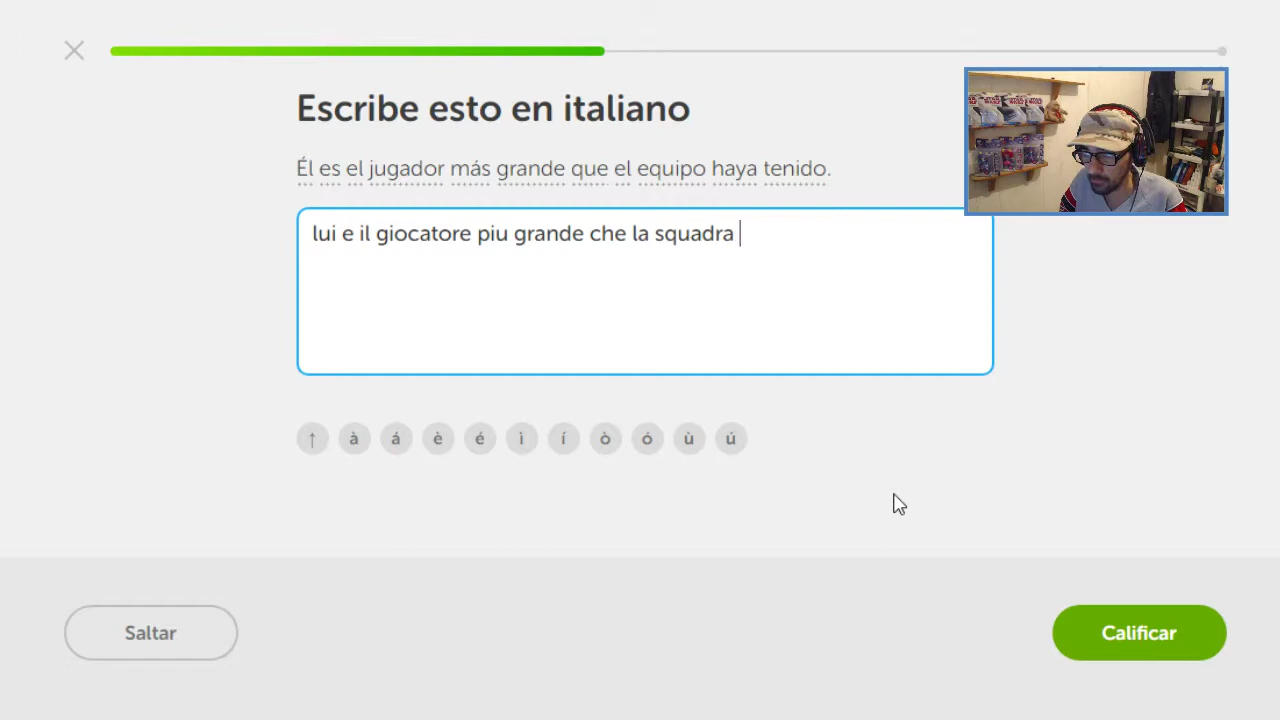 Escribe esto en italiano
Él es el jugador más grande que el equipo haya tenido.
lui e il giocatore piu grande che la squadra
↑ à á è é ì í ò ó ù ú
Saltar
Calificar